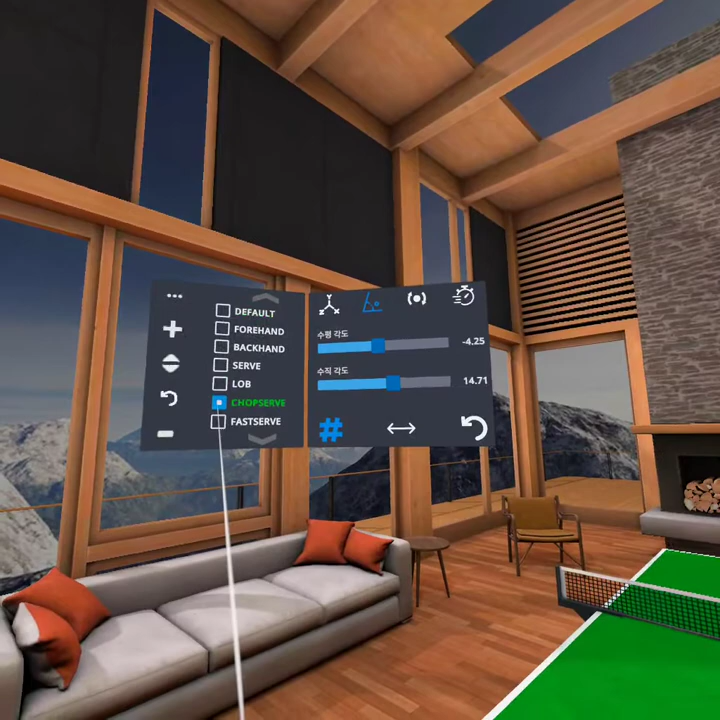 DEFAULT
FOREHAND
BACKHAND
SERVE
LOB
CHOPSERVE
FASTSERVE
수평 각도
-4.25
수직 각도
14.71